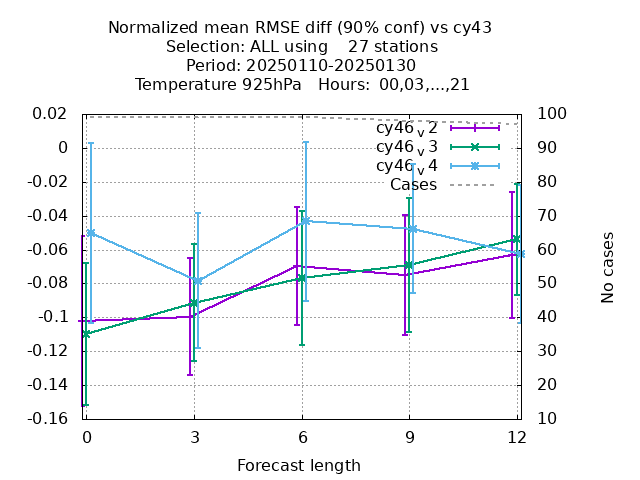 Normalized mean RMSE diff (90% conf) vs cy43
Selection: ALL using    27 stations
Period: 20250110-20250130
Temperature 925hPa   Hours: 00,03,...,21
0.02
0
-0.02
-0.04
-0.06
-0.08
-0.1
-0.12
-0.14
-0.16
100
90
80
70
60
50
40
30
20
10
cy46v2
cy46v3
cy46v4
Cases
0 3 6 9 12
Forecast length
No cases